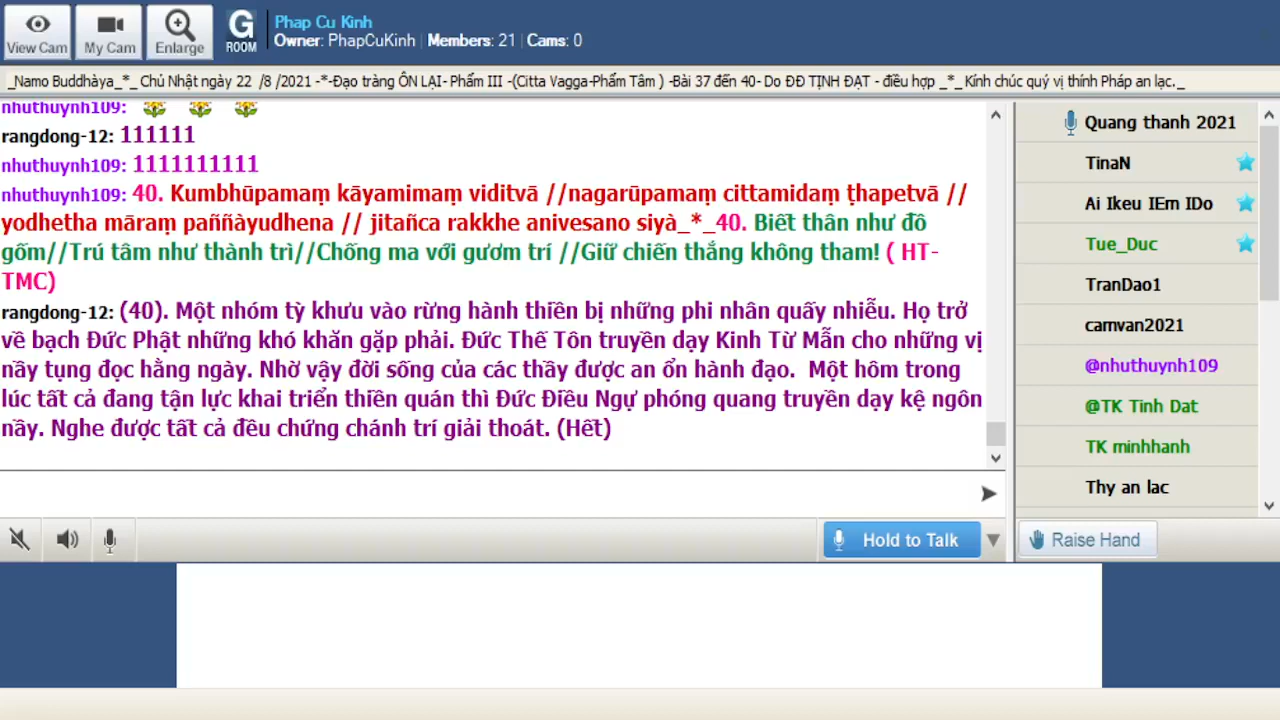 View Cam
My Cam
Enlarge
G
ROOM
Phap Cu Kinh
Owner: PhapCuKinh Members: 21 Cams: 0
_Namo Buddhàya_*_ Chủ Nhật ngày 22 /8 /2021 -*-Đạo tràng ÔN LẠI- Phẩm III -(Citta Vagga-Phẩm Tâm ) -Bài 37 đến 40- Do ĐĐ TỊNH ĐẠT - điều hợp _*_Kính chúc quý vị thính Pháp an lạc._
nhuthuynh109:
rangdong-12: 111111
nhuthuynh109: 1111111111
nhuthuynh109: 40. Kumbhūpamaṃ kāyamimaṃ viditvā //nagarūpamaṃ cittamidaṃ ṭhapetvā //
yodhetha māraṃ paññàyudhena // jitañca rakkhe anivesano siyà_*_40. Biết thân như đồ
gốm//Trú tâm như thành trì//Chống ma với gươm trí //Giữ chiến thắng không tham! ( HT-
TMC)
rangdong-12: (40). Một nhóm tỳ khưu vào rừng hành thiền bị những phi nhân quấy nhiễu. Họ trở
về bạch Đức Phật những khó khăn gặp phải. Đức Thế Tôn truyền dạy Kinh Từ Mẫn cho những vị
nầy tụng đọc hằng ngày. Nhờ vậy đời sống của các thầy được an ổn hành đạo.  Một hôm trong
lúc tất cả đang tận lực khai triển thiền quán thì Đức Điều Ngự phóng quang truyền dạy kệ ngôn
nầy. Nghe được tất cả đều chứng chánh trí giải thoát. (Hết)
Quang thanh 2021
TinaN
Ai Ikeu IEm IDo
Tue_Duc
TranDao1
camvan2021
@nhuthuynh109
@TK Tinh Dat
TK minhhanh
Thy an lac
Hold to Talk
Raise Hand